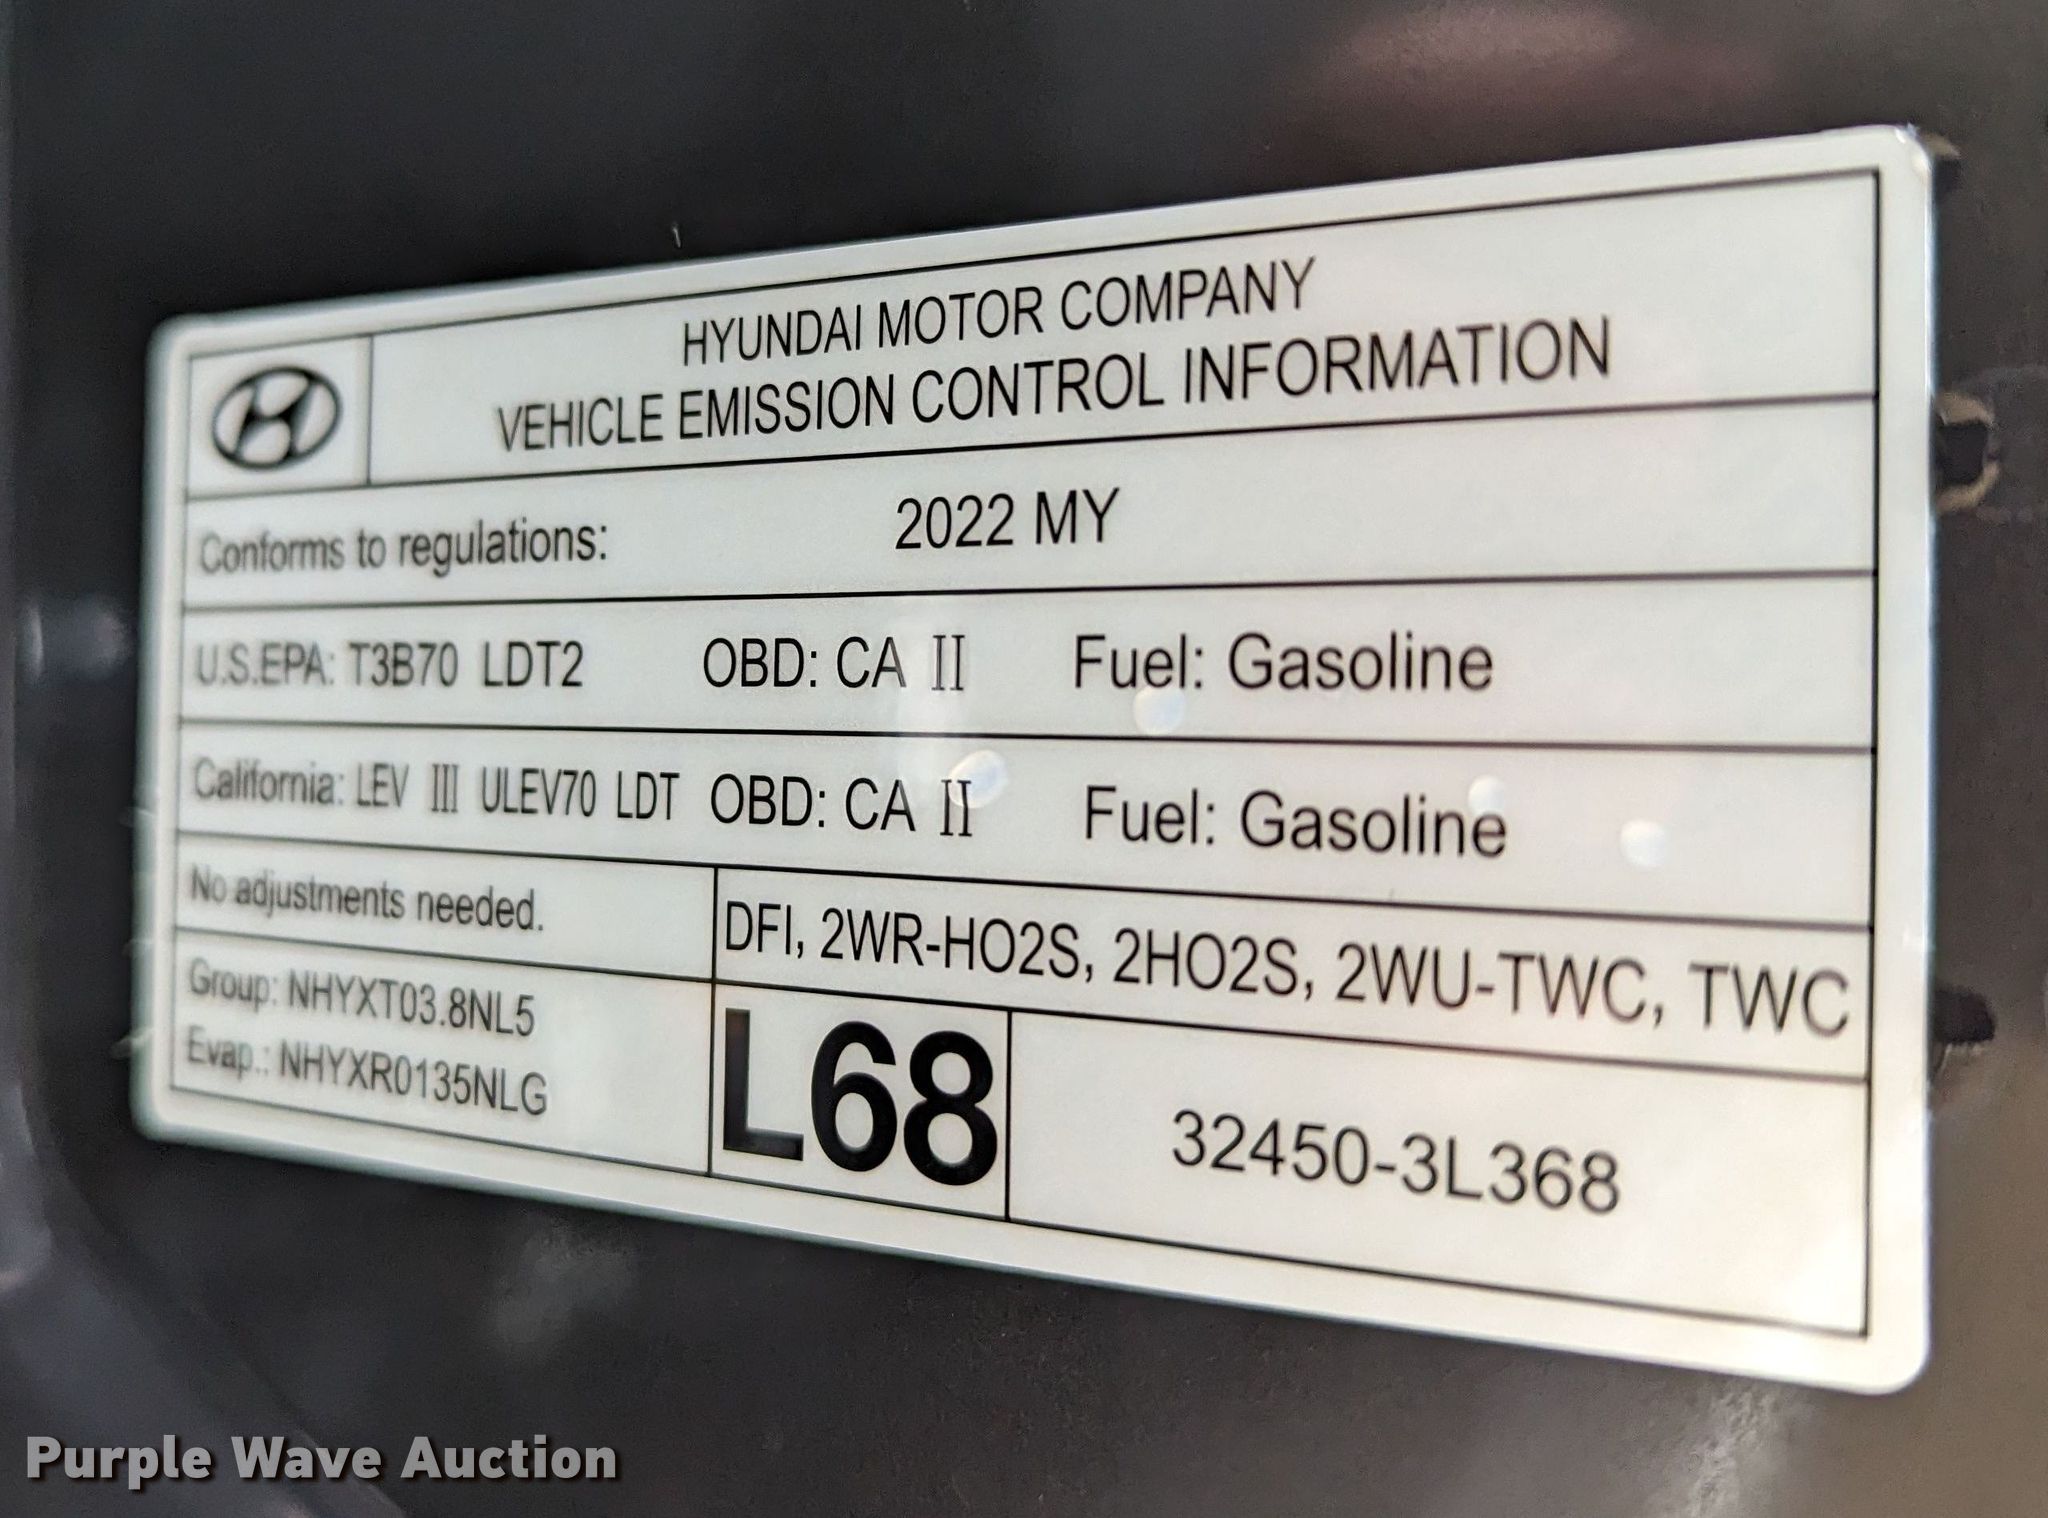 HYUNDAI MOTOR COMPANY
VEHICLE EMISSION CONTROL INFORMATION
Conforms to regulations: 2022 MY
U.S.EPA: T3B70 LDT2 OBD: CA II Fuel: Gasoline
California: LEV III ULEV70 LDT OBD: CA II Fuel: Gasoline
No adjustments needed.
DFI, 2WR-HO2S, 2HO2S, 2WU-TWC, TWC
Group: NHYXT03.8NL5
Evap.: NHYXR0135NLG
L68
32450-3L368
Purple Wave Auction